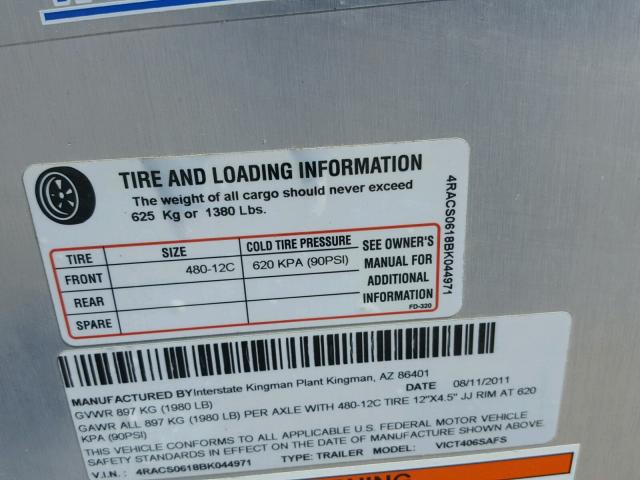 TIRE AND LOADING INFORMATION
The weight of all cargo should never exceed
625 Kg or 1380 Lbs.
TIRE SIZE COLD TIRE PRESSURE SEE OWNER'S MANUAL FOR ADDITIONAL INFORMATION
FRONT 480-12C 620 KPA (90PSI)
REAR
SPARE
FD-320
4RACS0618BK044971
MANUFACTURED BY Interstate Kingman Plant Kingman, AZ 86401 DATE 08/11/2011
GVWR 897 KG (1980 LB)
GAWR ALL 897 KG (1980 LB) PER AXLE WITH 480-12C TIRE 12"X4.5" JJ RIM AT 620
KPA (90PSI)
THIS VEHICLE CONFORMS TO ALL APPLICABLE U.S. FEDERAL MOTOR VEHICLE
SAFETY STANDARDS IN EFFECT ON THE DATE OF MANUFACTURE SHOWN ABOVE.
V.I.N.: 4RACS0618BK044971 TYPE: TRAILER MODEL: VICT406SAFS